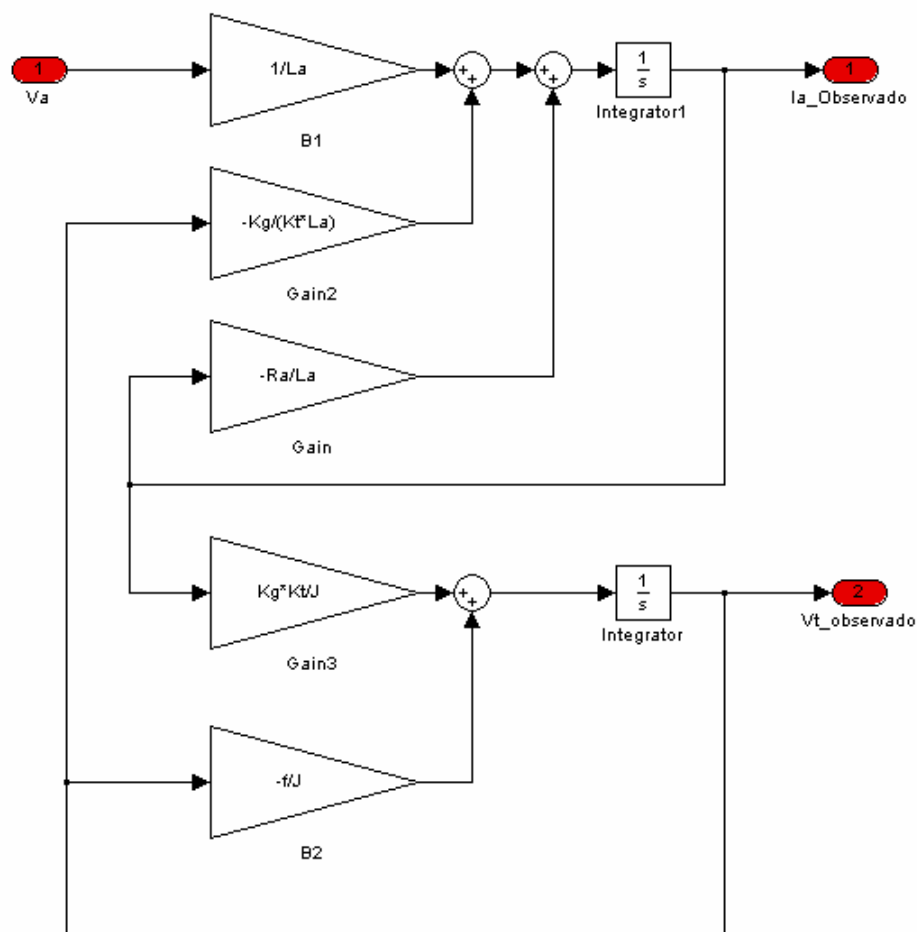 1
Va
1/La
B1
+
+
+
+
1
s
Integrator1
1
Ia_Observado
-Kg/(Kt*La)
Gain2
-Ra/La
Gain
Kg*Kt/J
Gain3
+
+
1
s
Integrator
2
Vt_observado
-f/J
B2